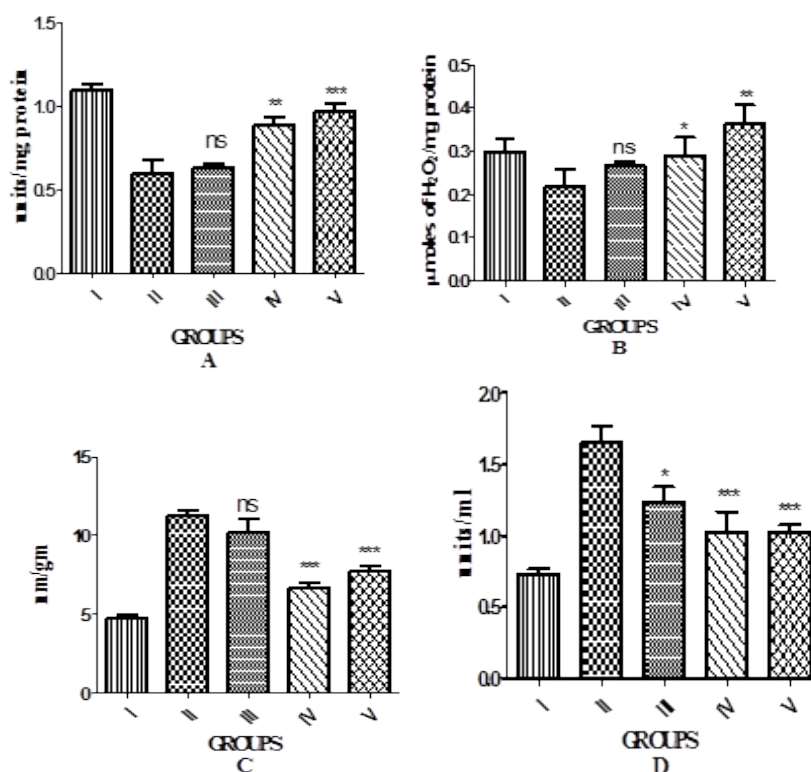 units/mg protein
1.5
1.0
0.5
0.0
ns
**
***
I
II
III
IV
V
GROUPS
A
μmoles of H₂O₂/mg protein
0.5
0.4
0.3
0.2
0.1
0.0
ns
*
**
I
II
III
IV
V
GROUPS
B
nm/gm
15
10
5
0
ns
***
***
I
II
III
IV
V
GROUPS
C
units/ml
2.0
1.5
1.0
0.5
0.0
*
***
***
I
II
III
IV
V
GROUPS
D